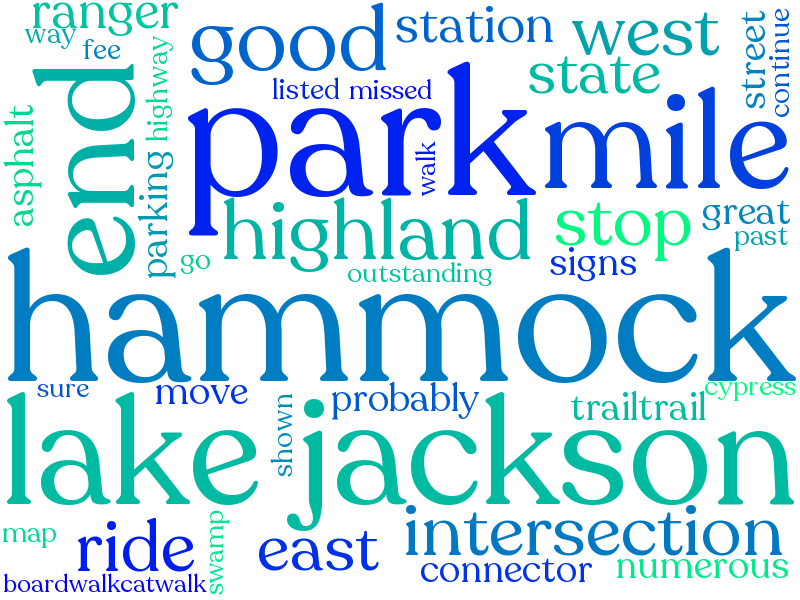 ranger
way
fee
good
station
west
state
street
continue
listed
missed
highway
end
asphalt
parking
park
walk
mile
highland
stop
great
past
go
signs
outstanding
hammock
sure
move
shown
probably
trailtrail
cypress
lake
jackson
map
ride
swamp
east
intersection
connector
numerous
boardwalkcatwalk